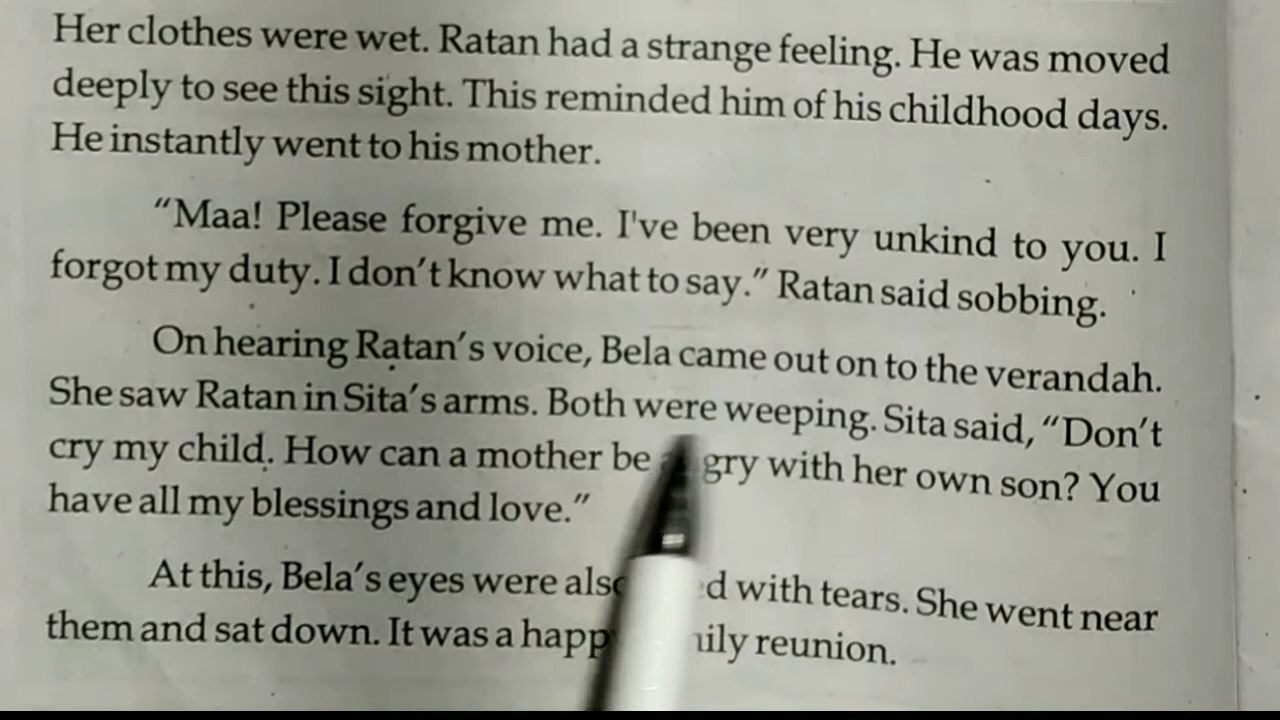 Her clothes were wet. Ratan had a strange feeling. He was moved
deeply to see this sight. This reminded him of his childhood days.
He instantly went to his mother.
“Maa! Please forgive me. I've been very unkind to you. I
forgot my duty. I don’t know what to say.” Ratan said sobbing.
On hearing Ratan’s voice, Bela came out on to the verandah.
She saw Ratan in Sita’s arms. Both were weeping. Sita said, “Don’t
cry my child. How can a mother be with her own son? You
have all my blessings and love.”
At this, Bela’s eyes were with tears. She went near
them and sat down. It was a reunion.